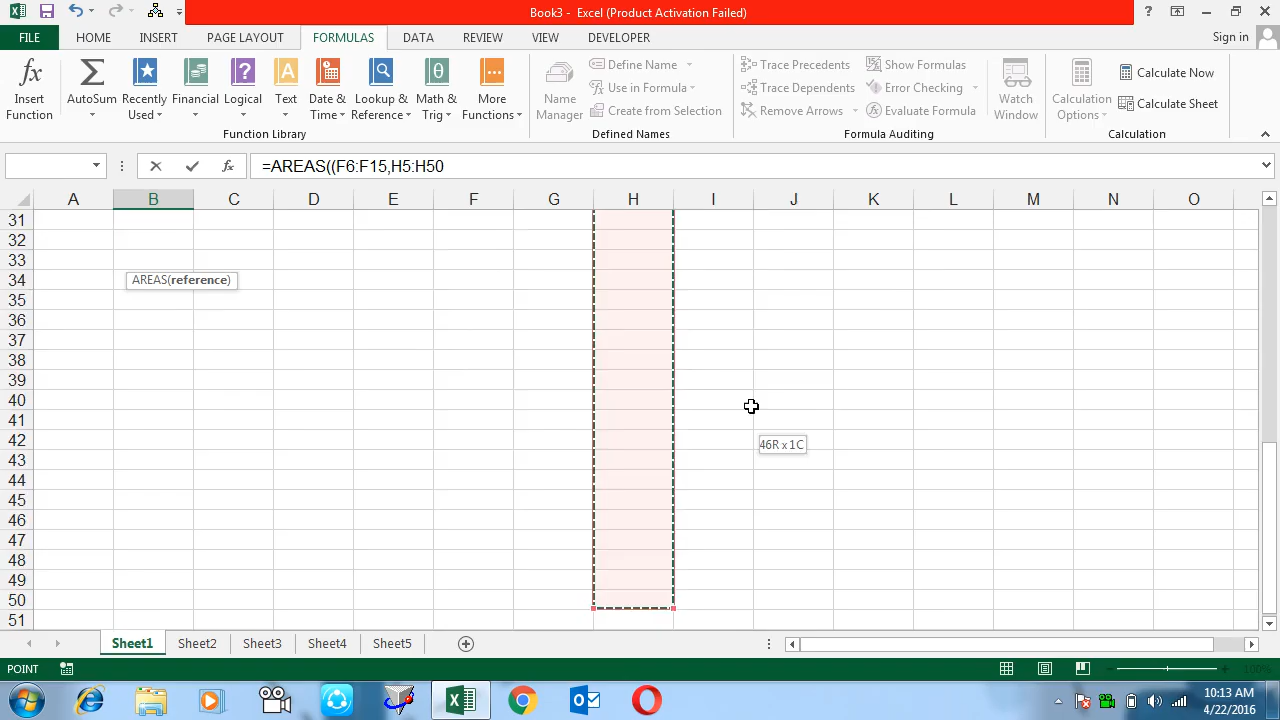 Book3 - Excel (Product Activation Failed)
?
FILE HOME INSERT PAGE LAYOUT FORMULAS DATA REVIEW VIEW DEVELOPER Sign in
Insert Function
AutoSum
Recently Used
Financial
Logical
Text
Date & Time
Lookup & Reference
Math & Trig
More Functions
Function Library
Name Manager
Define Name
Use in Formula
Create from Selection
Defined Names
Trace Precedents
Trace Dependents
Remove Arrows
Show Formulas
Error Checking
Evaluate Formula
Formula Auditing
Watch Window
Calculation Options
Calculate Now
Calculate Sheet
Calculation
fx =AREAS((F6:F15,H5:H50
A B C D E F G H I J K L M N O
31
32
33
34
AREAS(reference)
35
36
37
38
39
40
41
42
46R x 1C
43
44
45
46
47
48
49
50
51
Sheet1 Sheet2 Sheet3 Sheet4 Sheet5
POINT 100%
10:13 AM
4/22/2016